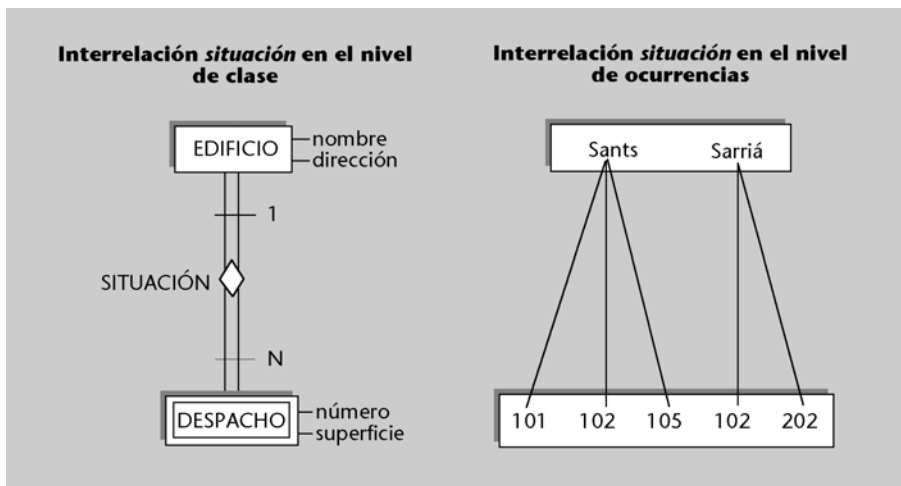 Interrelación situación en el nivel
de clase
EDIFICIO
nombre
dirección
1
SITUACIÓN
N
DESPACHO
número
superficie
Interrelación situación en el nivel
de ocurrencias
Sants Sarriá
101 102 105 102 202